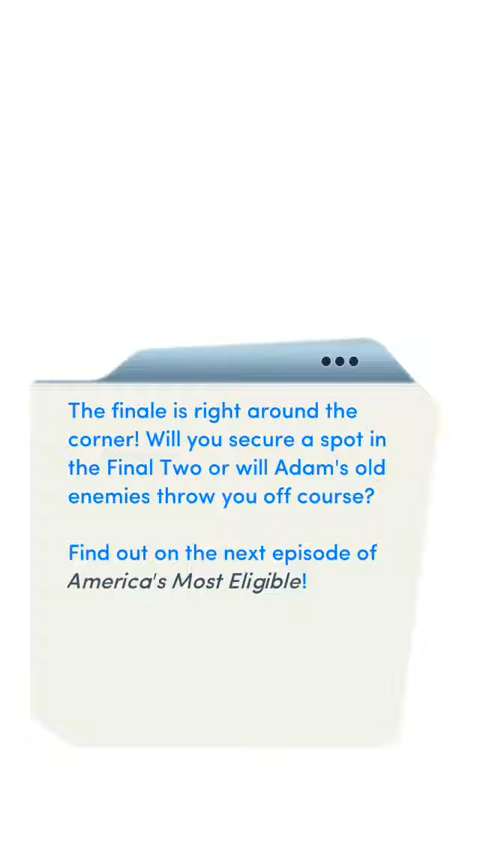 The finale is right around the
corner! Will you secure a spot in
the Final Two or will Adam's old
enemies throw you off course?
Find out on the next episode of
America's Most Eligible!